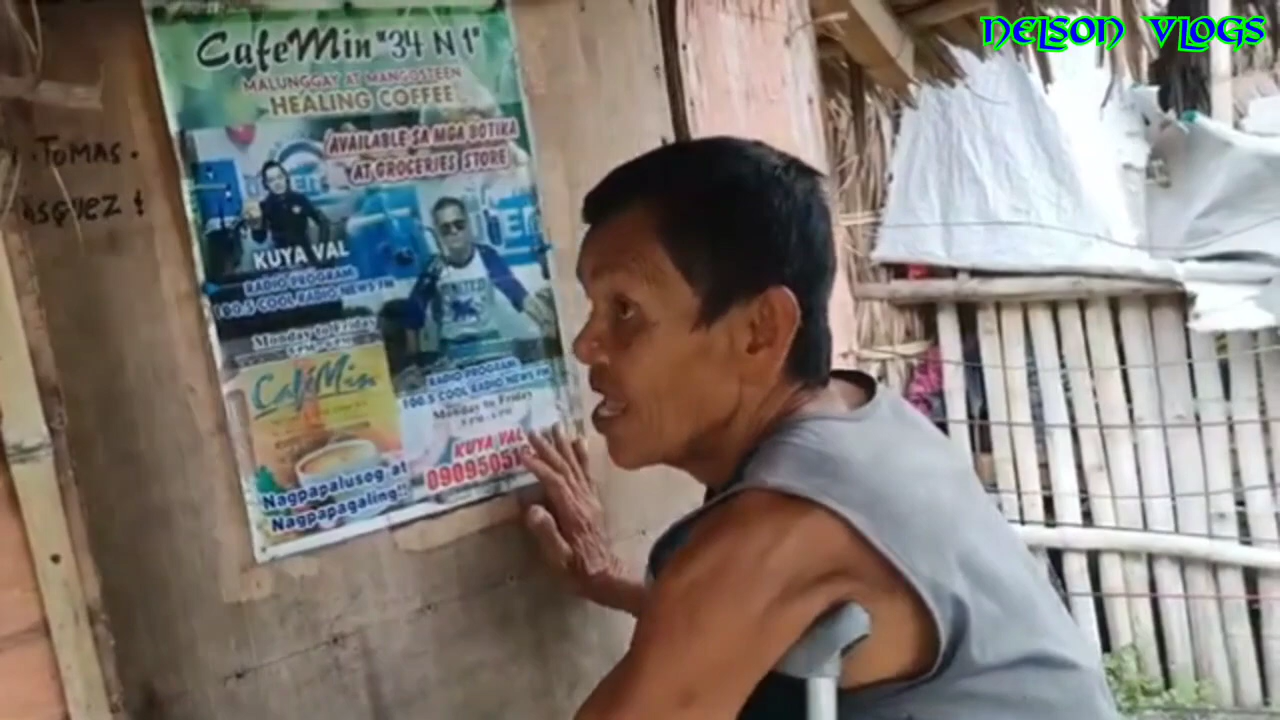 NELSON VLOGS
CafeMin "34 N 1"
MALUNGGAY AT MANGOSTEEN
HEALING COFFEE
(AVAILABLE SA MGA BOTIKA
AT GROCERIES STORE)
TOMAS
KUYA VAL
RADIO PROGRAM:
100.5 COOL RADIO NEWS FM
Monday to Friday
CaféMin
RADIO PROGRAM:
100.5 COOL RADIO NEWS FM
Monday to Friday
KUYA VAL
Nagpapalusog at
Nagpapagaling"